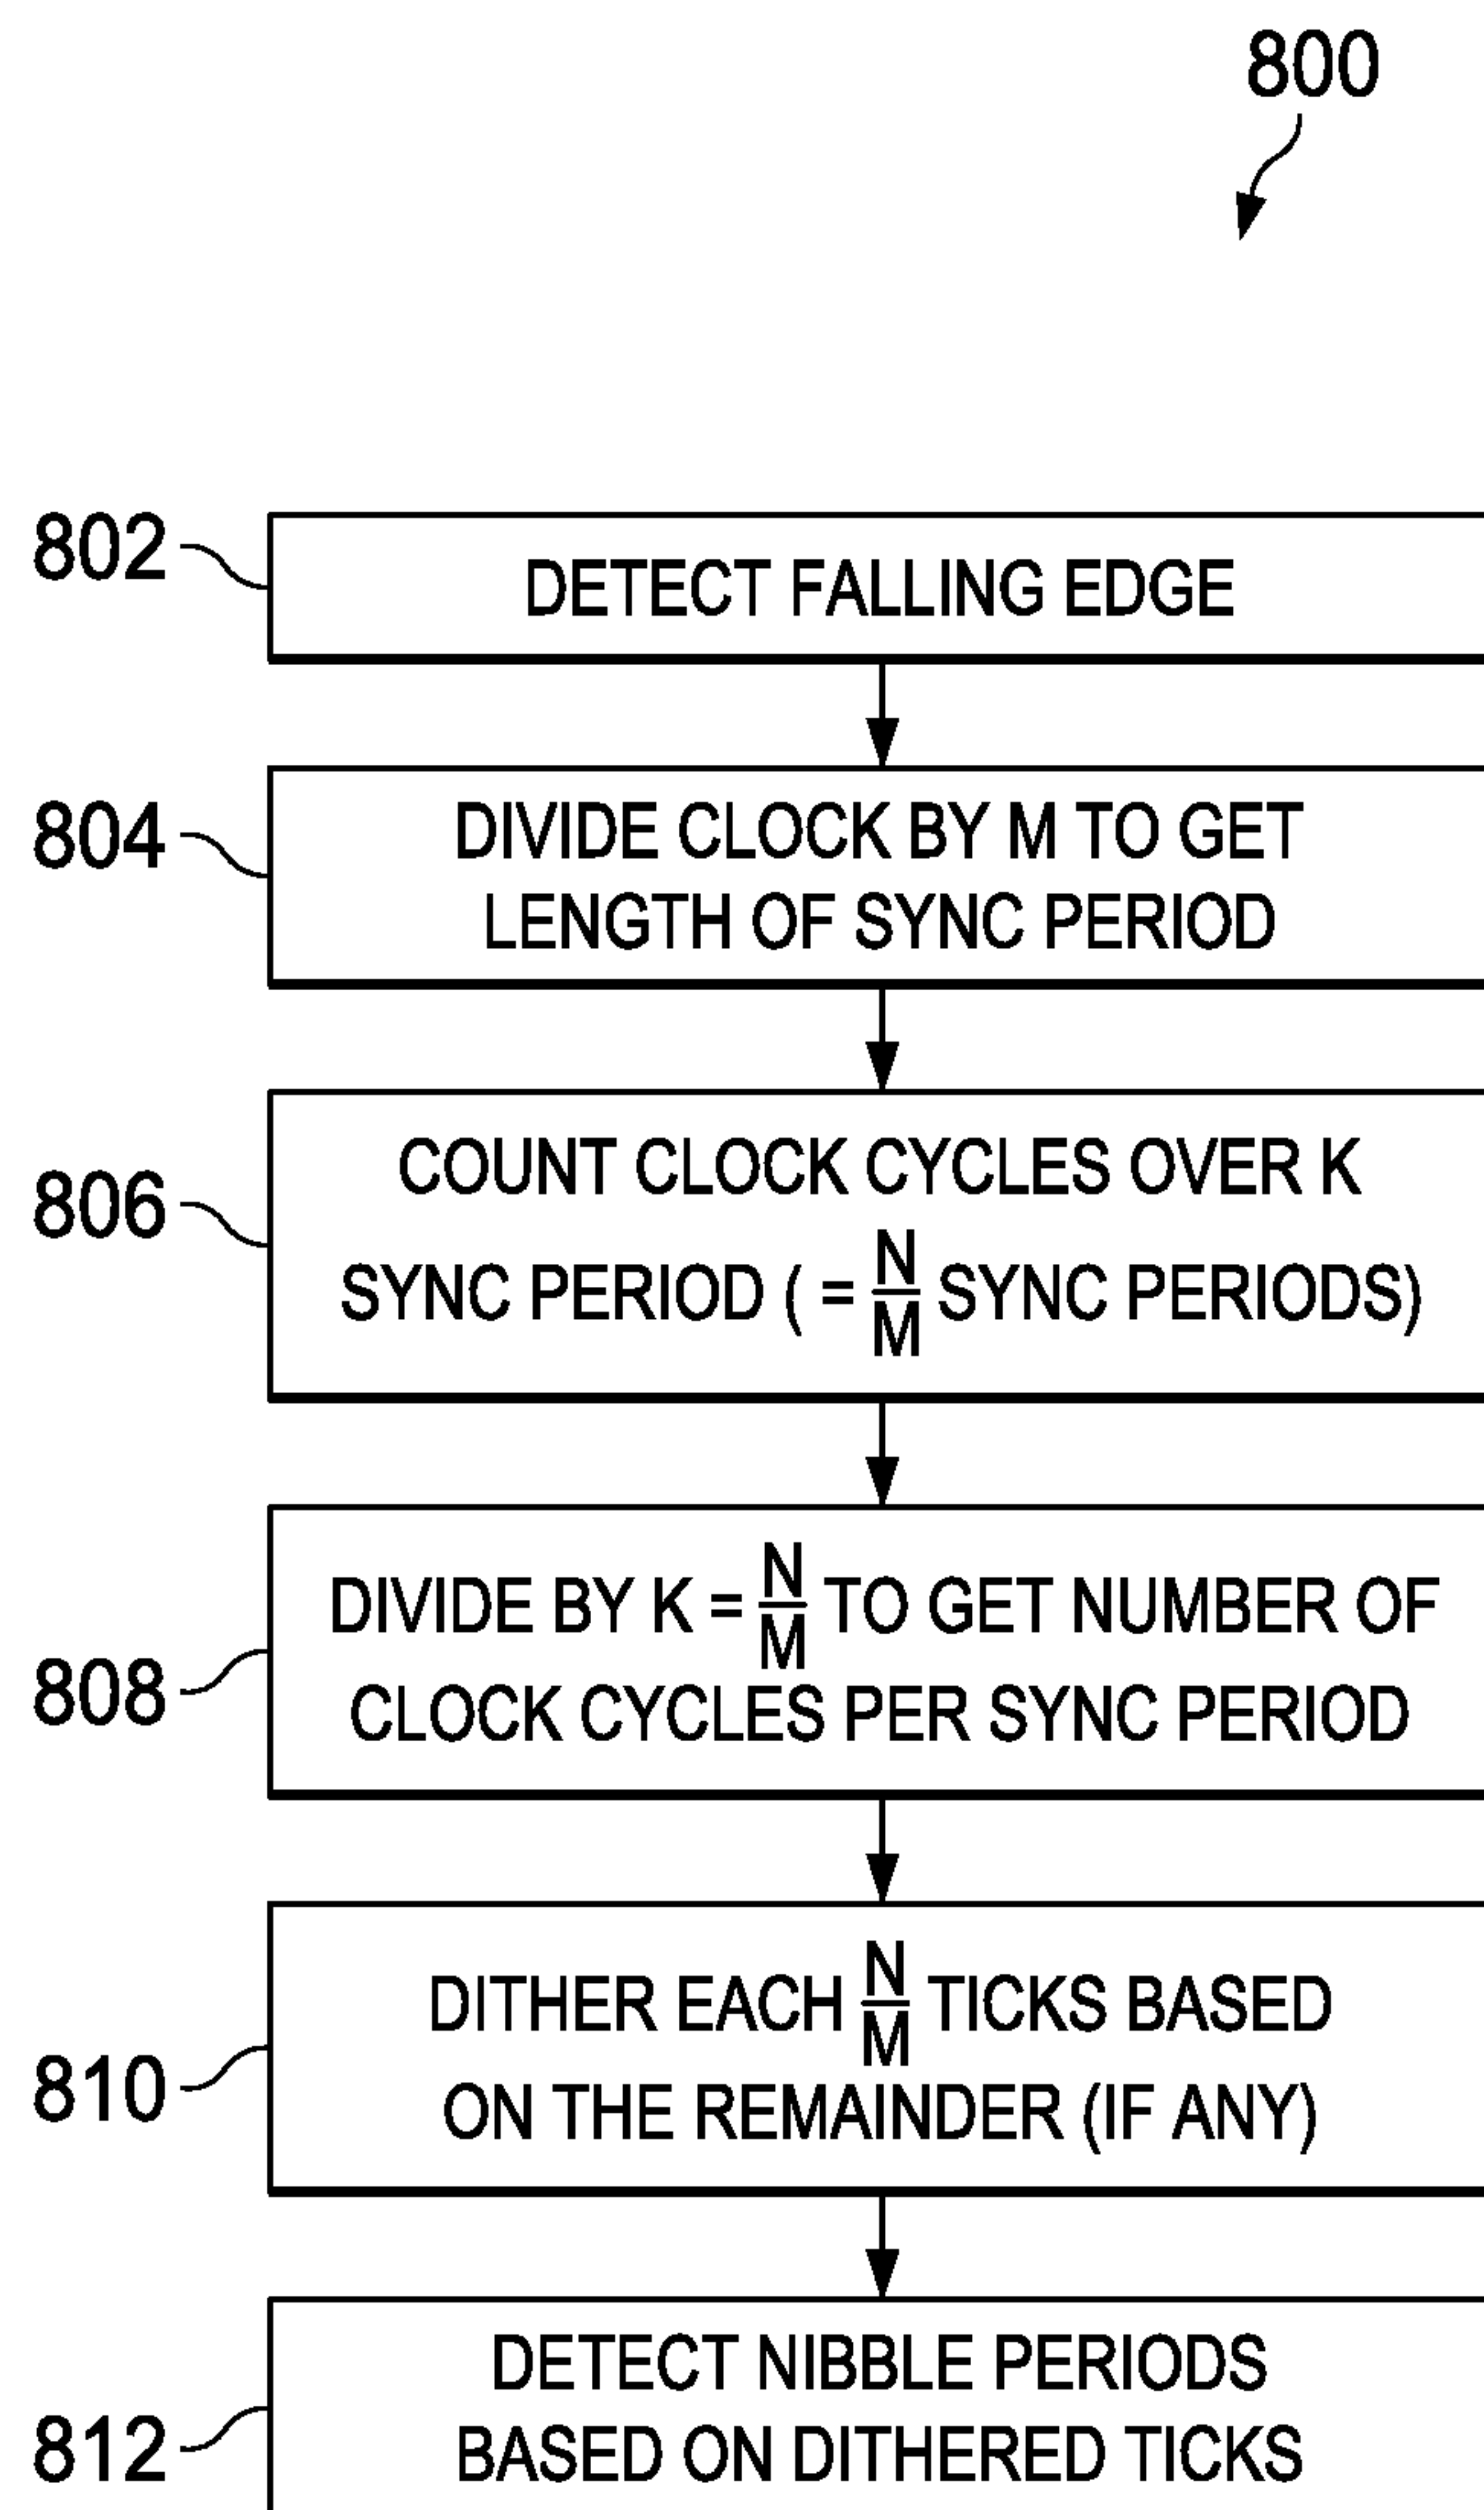 800
802
DETECT FALLING EDGE
804
DIVIDE CLOCK BY M TO GET
LENGTH OF SYNC PERIOD
806
COUNT CLOCK CYCLES OVER K
SYNC PERIOD ( = N/M SYNC PERIODS)
808
DIVIDE BY K = N/M TO GET NUMBER OF
CLOCK CYCLES PER SYNC PERIOD
810
DITHER EACH N/M TICKS BASED
ON THE REMAINDER (IF ANY)
812
DETECT NIBBLE PERIODS
BASED ON DITHERED TICKS